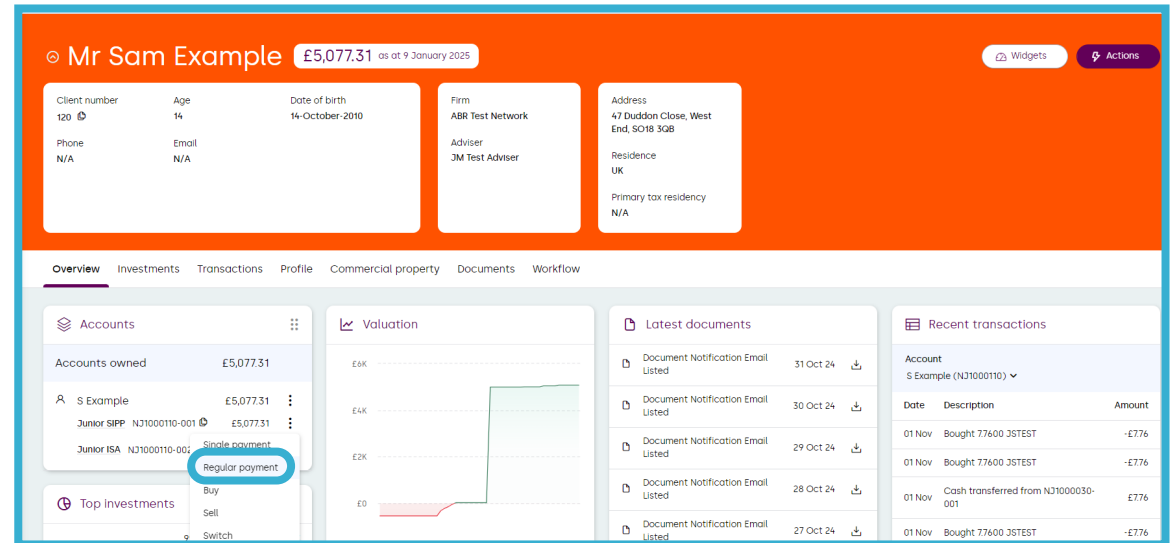 Mr Sam Example £5,077.31 as at 9 January 2025
Widgets
Actions
Client number
120
Age
14
Date of birth
14-October-2010
Phone
N/A
Email
N/A
Firm
ABR Test Network
Adviser
JM Test Adviser
Address
47 Duddon Close, West
End, SO18 3QB
Residence
UK
Primary tax residency
N/A
Overview Investments Transactions Profile Commercial property Documents Workflow
Accounts
Accounts owned £5,077.31
S Example £5,077.31
Junior SIPP NJ1000110-001 £5,077.31
Junior ISA NJ1000110-002
Single payment
Regular payment
Buy
Sell
Switch
Top investments
Valuation
£6K
£4K
£2K
£0
Latest documents
Document Notification Email
Listed
31 Oct 24
Document Notification Email
Listed
30 Oct 24
Document Notification Email
Listed
29 Oct 24
Document Notification Email
Listed
28 Oct 24
Document Notification Email
Listed
27 Oct 24
Recent transactions
Account
S Example (NJ1000110)
Date Description Amount
01 Nov Bought 7.7600 JSTEST -£7.76
01 Nov Bought 7.7600 JSTEST -£7.76
01 Nov Cash transferred from NJ1000030-
001
£7.76
01 Nov Bought 7.7600 JSTEST -£7.76